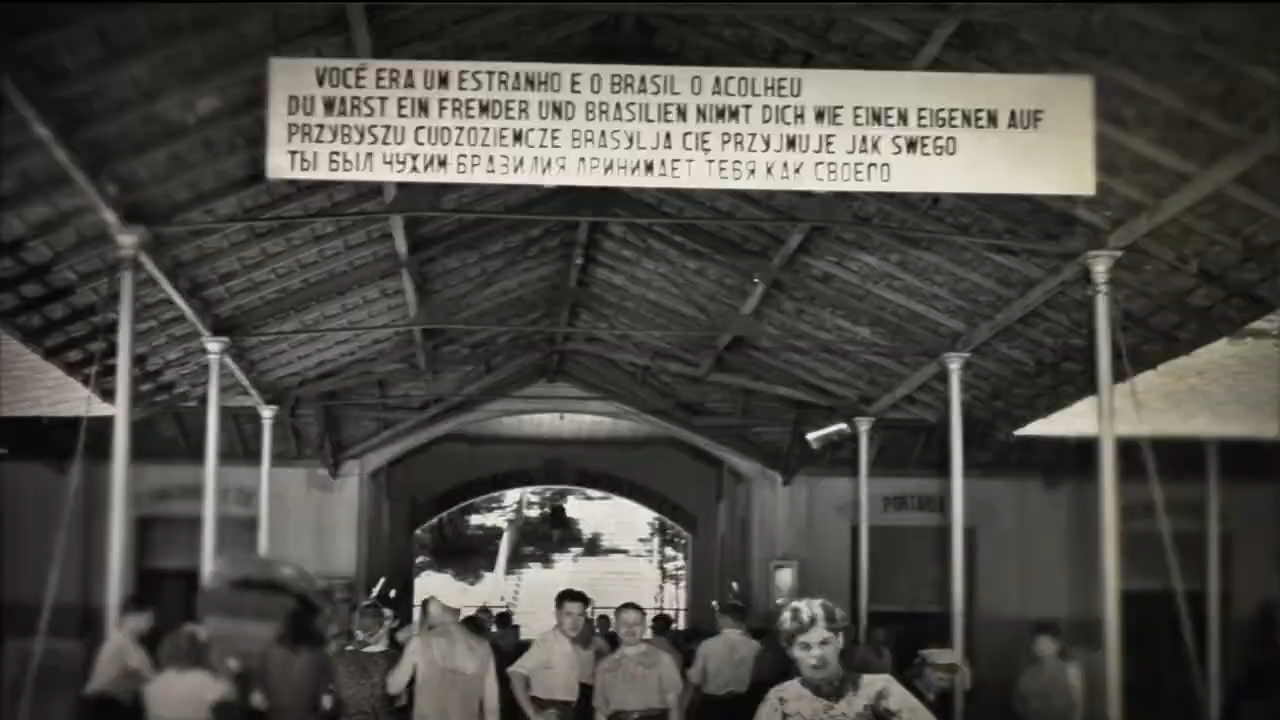 VOCÊ ERA UM ESTRANHO E O BRASIL O ACOLHEU
DU WARST EIN FREMDER UND BRASILIEN NIMMT DICH WIE EINEN EIGENEN AUF
PRZYBYSZU CUDZOZIEMCZE BRASYLJA CIĘ PRZYJMUJE JAK SWEGO
ТЫ БЫЛ ЧУЖИМ БРАЗИЛИЯ ПРИНИМАЕТ ТЕБЯ КАК СВОЕГО